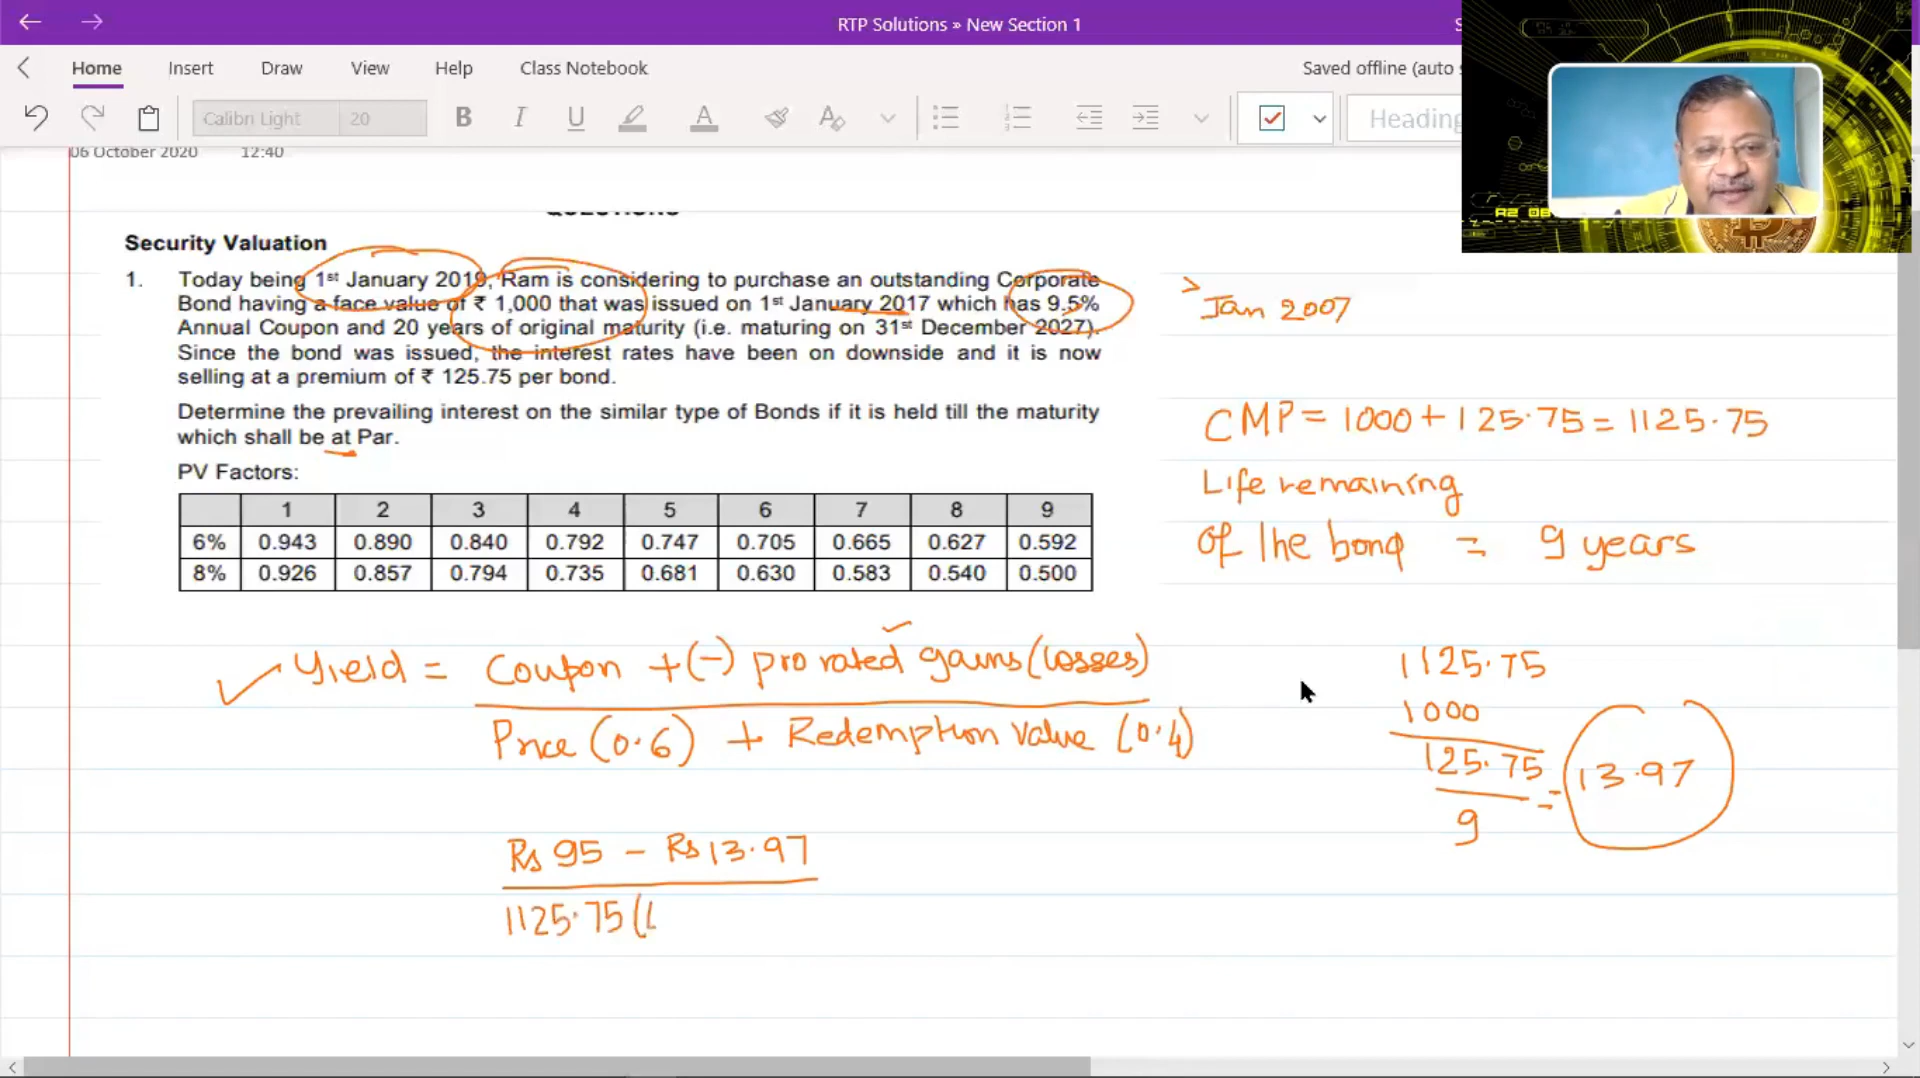 RTP Solutions » New Section 1
Home Insert Draw View Help Class Notebook
Saved offline (auto
Calibri Light 20 B I U A
Heading
06 October 2020 12:40
QUESTIONS
Security Valuation
1. Today being 1st January 2019, Ram is considering to purchase an outstanding Corporate
Bond having a face value of ₹ 1,000 that was issued on 1st January 2017 which has 9.5%
Annual Coupon and 20 years of original maturity (i.e. maturing on 31st December 2027).
Since the bond was issued, the interest rates have been on downside and it is now
selling at a premium of ₹ 125.75 per bond.
Determine the prevailing interest on the similar type of Bonds if it is held till the maturity
which shall be at Par.
PV Factors:
1 2 3 4 5 6 7 8 9
6% 0.943 0.890 0.840 0.792 0.747 0.705 0.665 0.627 0.592
8% 0.926 0.857 0.794 0.735 0.681 0.630 0.583 0.540 0.500
Jan 2007
CMP = 1000 + 125.75 = 1125.75
Life remaining
of the bond = 9 years
Yield = Coupon +(-) pro rated gains (losses)
Price (0.6) + Redemption value (0.4)
1125.75
1000
125.75
9
= 13.97
Rs 95 - Rs 13.97
1125.75 (